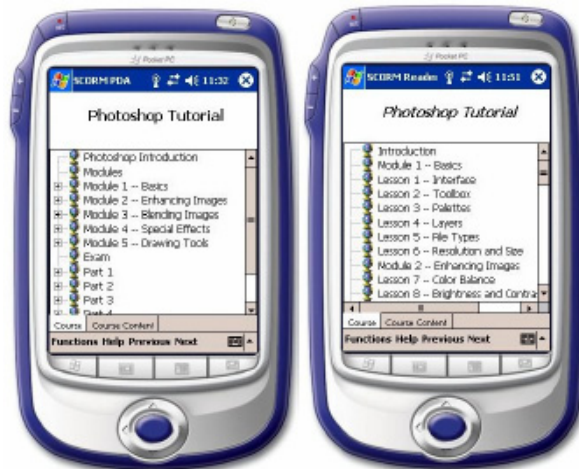 Pocket PC
SCORM PDA 11:32
Photoshop Tutorial
Photoshop Introduction
Modules
Module 1 -- Basics
Module 2 -- Enhancing Images
Module 3 -- Blending Images
Module 4 -- Special Effects
Module 5 -- Drawing Tools
Exam
Part 1
Part 2
Part 3
Part 4
Course Course Content
Functions Help Previous Next
Pocket PC
SCORM Reader 11:51
Photoshop Tutorial
Introduction
Module 1 -- Basics
Lesson 1 -- Interface
Lesson 2 -- Toolbox
Lesson 3 -- Palettes
Lesson 4 -- Layers
Lesson 5 -- File Types
Lesson 6 -- Resolution and Size
Module 2 -- Enhancing Images
Lesson 7 -- Color Balance
Lesson 8 -- Brightness and Contra
Course Course Content
Functions Help Previous Next